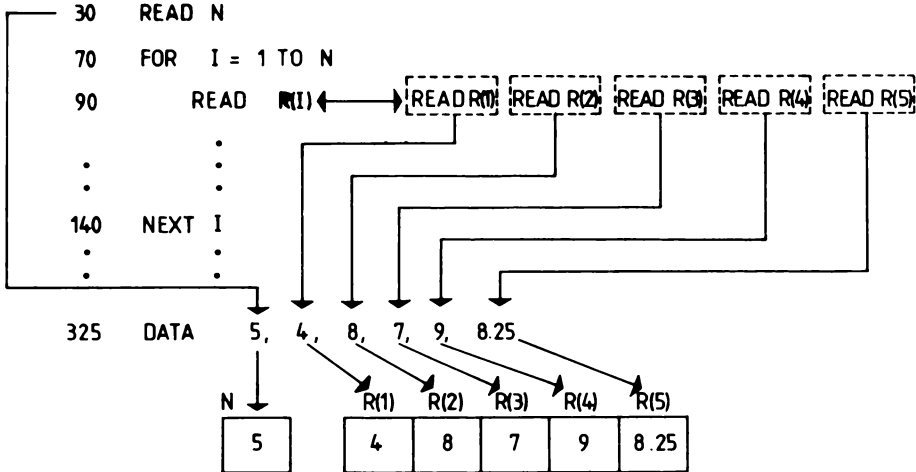 30 READ N
70 FOR I = 1 TO N
90 READ R(I) READ R(1) READ R(2) READ R(3) READ R(4) READ R(5)
140 NEXT I
325 DATA 5, 4, 8, 7, 9, 8.25
N R(1) R(2) R(3) R(4) R(5)
5 4 8 7 9 8.25